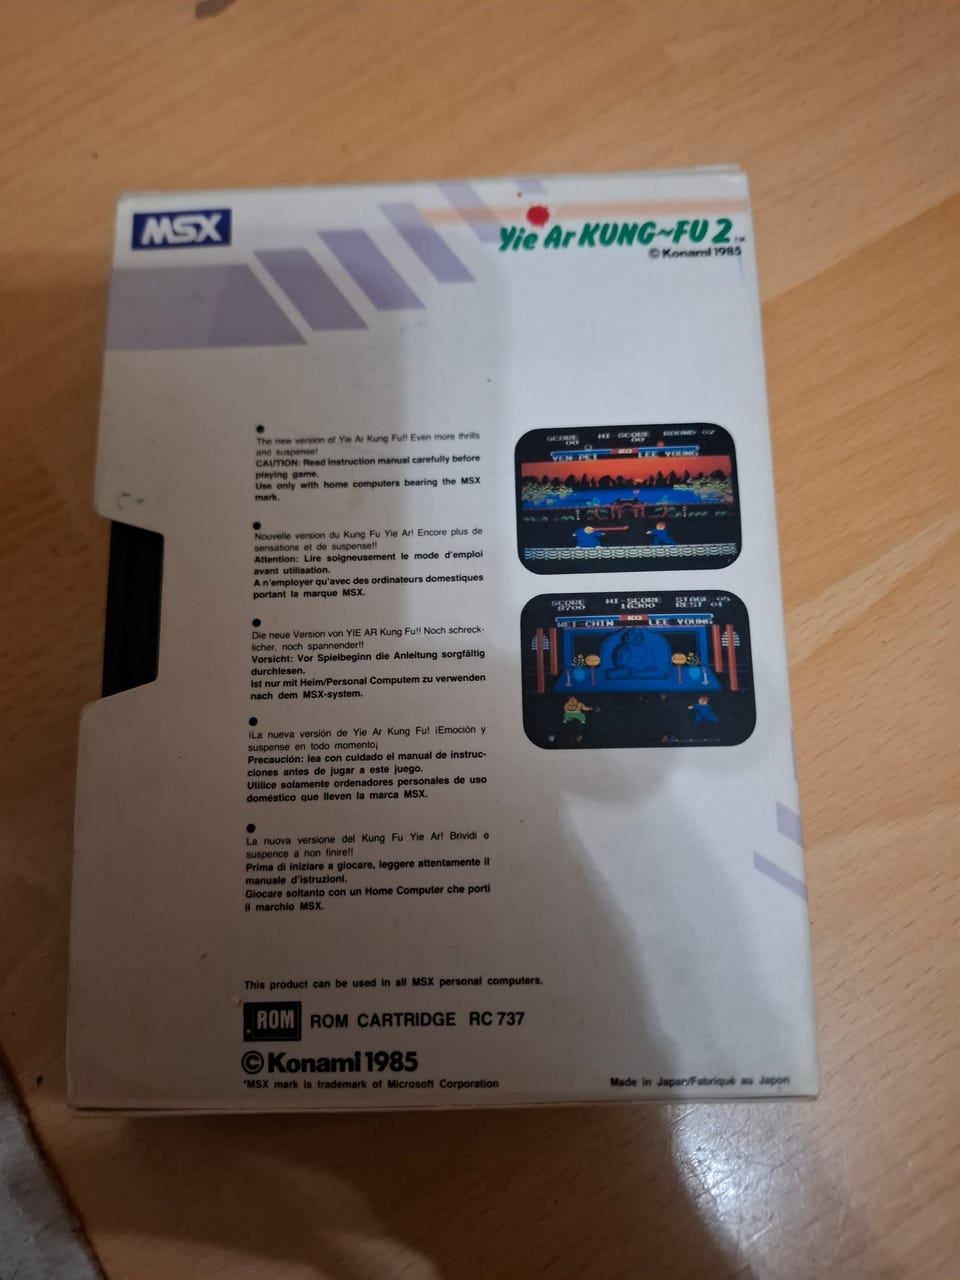 MSX
Yie Ar KUNG~FU 2™
© Konami 1985
The new version of Yie Ar Kung Fu!! Even more thrills
and suspense!
CAUTION: Read instruction manual carefully before
playing game.
Use only with home computers bearing the MSX
mark.
Nouvelle version du Kung Fu Yie Ar! Encore plus de
sensations et de suspense!!
Attention: Lire soigneusement le mode d'emploi
avant utilisation.
A n'employer qu'avec des ordinateurs domestiques
portant la marque MSX.
Die neue Version von YIE AR Kung Fu!! Noch schreck-
licher, noch spannender!!
Vorsicht: Vor Spielbeginn die Anleitung sorgfältig
durchlesen.
Ist nur mit Heim/Personal Computem zu verwenden
nach dem MSX-system.
¡La nueva versión de Yie Ar Kung Fu! ¡Emoción y
suspense en todo momento¡
Precaución: lea con cuidado el manual de instruc-
ciones antes de jugar a este juego.
Utilice solamente ordenadores personales de uso
doméstico que lleven la marca MSX.
La nuova versione del Kung Fu Yie Ar! Brividi e
suspence a non finire!!
Prima di iniziare a giocare, leggere attentamente il
manuale d'istruzioni.
Giocare soltanto con un Home Computer che porti
il marchio MSX.
SCORE HI-SCORE ROUND 02
00 00
KO
YEN-PEI LEE YOUNG
SCORE HI-SCORE STAGE 05
8700 16300 REST 01
KO
WEI-CHIN LEE YOUNG
This product can be used in all MSX personal computers.
ROM ROM CARTRIDGE RC 737
© Konami 1985
*MSX mark is trademark of Microsoft Corporation
Made in Japan/Fabriqué au Japon